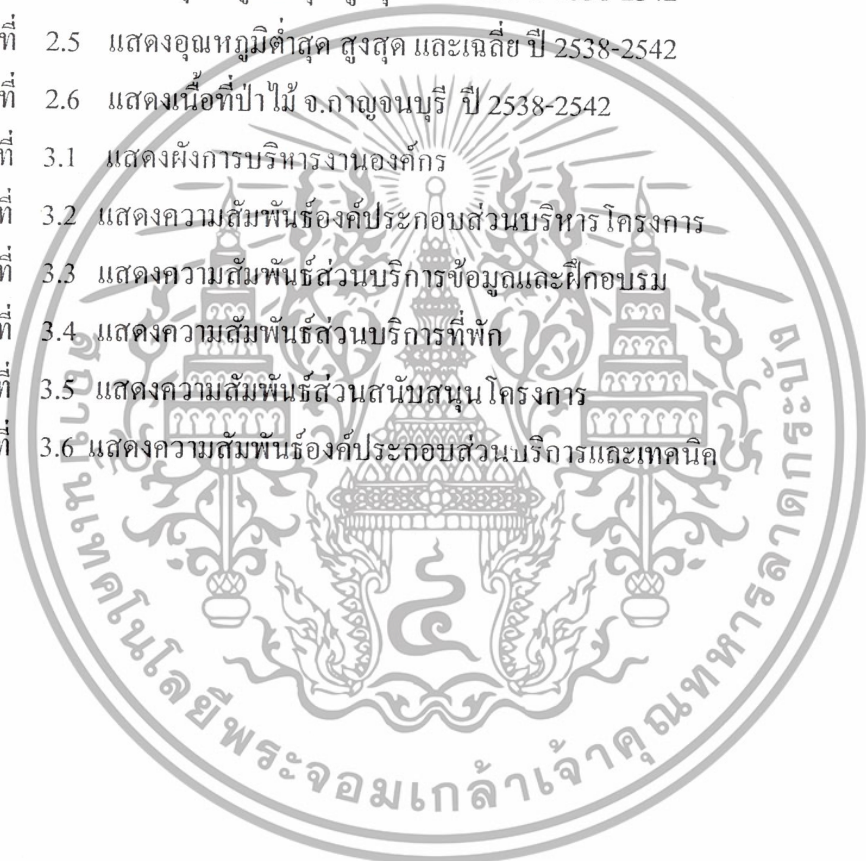 2538-2542
ที่ 2.5 แสดงอุณหภูมิต่ำสุด สูงสุด และเฉลี่ย ปี 2538-2542
ที่ 2.6 แสดงเนื้อที่ป่าไม้ จ.กาญจนบุรี ปี 2538-2542
ที่ 3.1 แสดงผังการบริหารงานองค์กร
ที่ 3.2 แสดงความสัมพันธ์องค์ประกอบส่วนบริหารโครงการ
ที่ 3.3 แสดงความสัมพันธ์ส่วนบริการข้อมูลและฝึกอบรม
ที่ 3.4 แสดงความสัมพันธ์ส่วนบริการที่พัก
ที่ 3.5 แสดงความสัมพันธ์ส่วนสนับสนุนโครงการ
ที่ 3.6 แสดงความสัมพันธ์องค์ประกอบส่วนบริการและเทคนิค
สถาบันเทคโนโลยีพระจอมเกล้าเจ้าคุณทหารลาดกระบัง